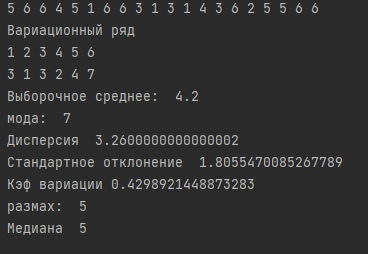 5 6 6 4 5 1 6 6 3 1 3 1 4 3 6 2 5 5 6 6
Вариационный ряд
1 2 3 4 5 6
3 1 3 2 4 7
Выборочное среднее:  4.2
мода:  7
Дисперсия  3.2600000000000002
Стандартное отклонение  1.8055470085267789
Кэф вариации 0.4298921448873283
размах:  5
Медиана  5